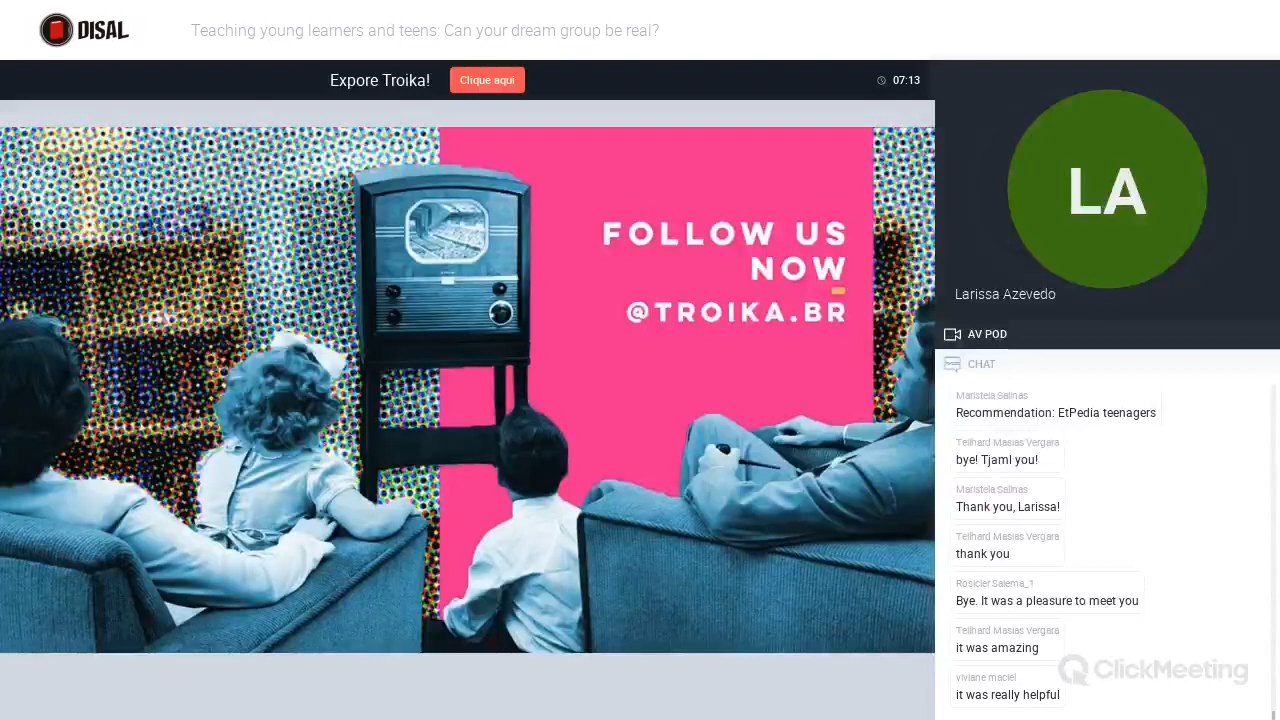 DISAL
Teaching young learners and teens: Can your dream group be real?
Expore Troika!
Clique aqui
07:13
FOLLOW US
NOW
@TROIKA.BR
LA
Larissa Azevedo
AV POD
CHAT
Maristela Salinas
Recommendation: EtPedia teenagers
Teilhard Masias Vergara
bye! Tjaml you!
Maristela Salinas
Thank you, Larissa!
Teilhard Masias Vergara
thank you
Rosicler Salema_1
Bye. It was a pleasure to meet you
Teilhard Masias Vergara
it was amazing
viviane maciel
it was really helpful
ClickMeeting